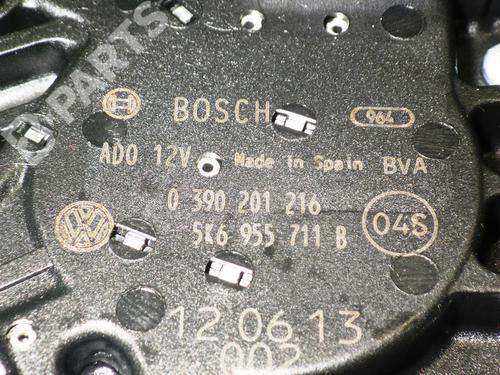 B PARTS
BOSCH
964
ADO 12V Made in Spain BVA
0 390 201 216
5K6 955 711 B
04S
12.06.13
002